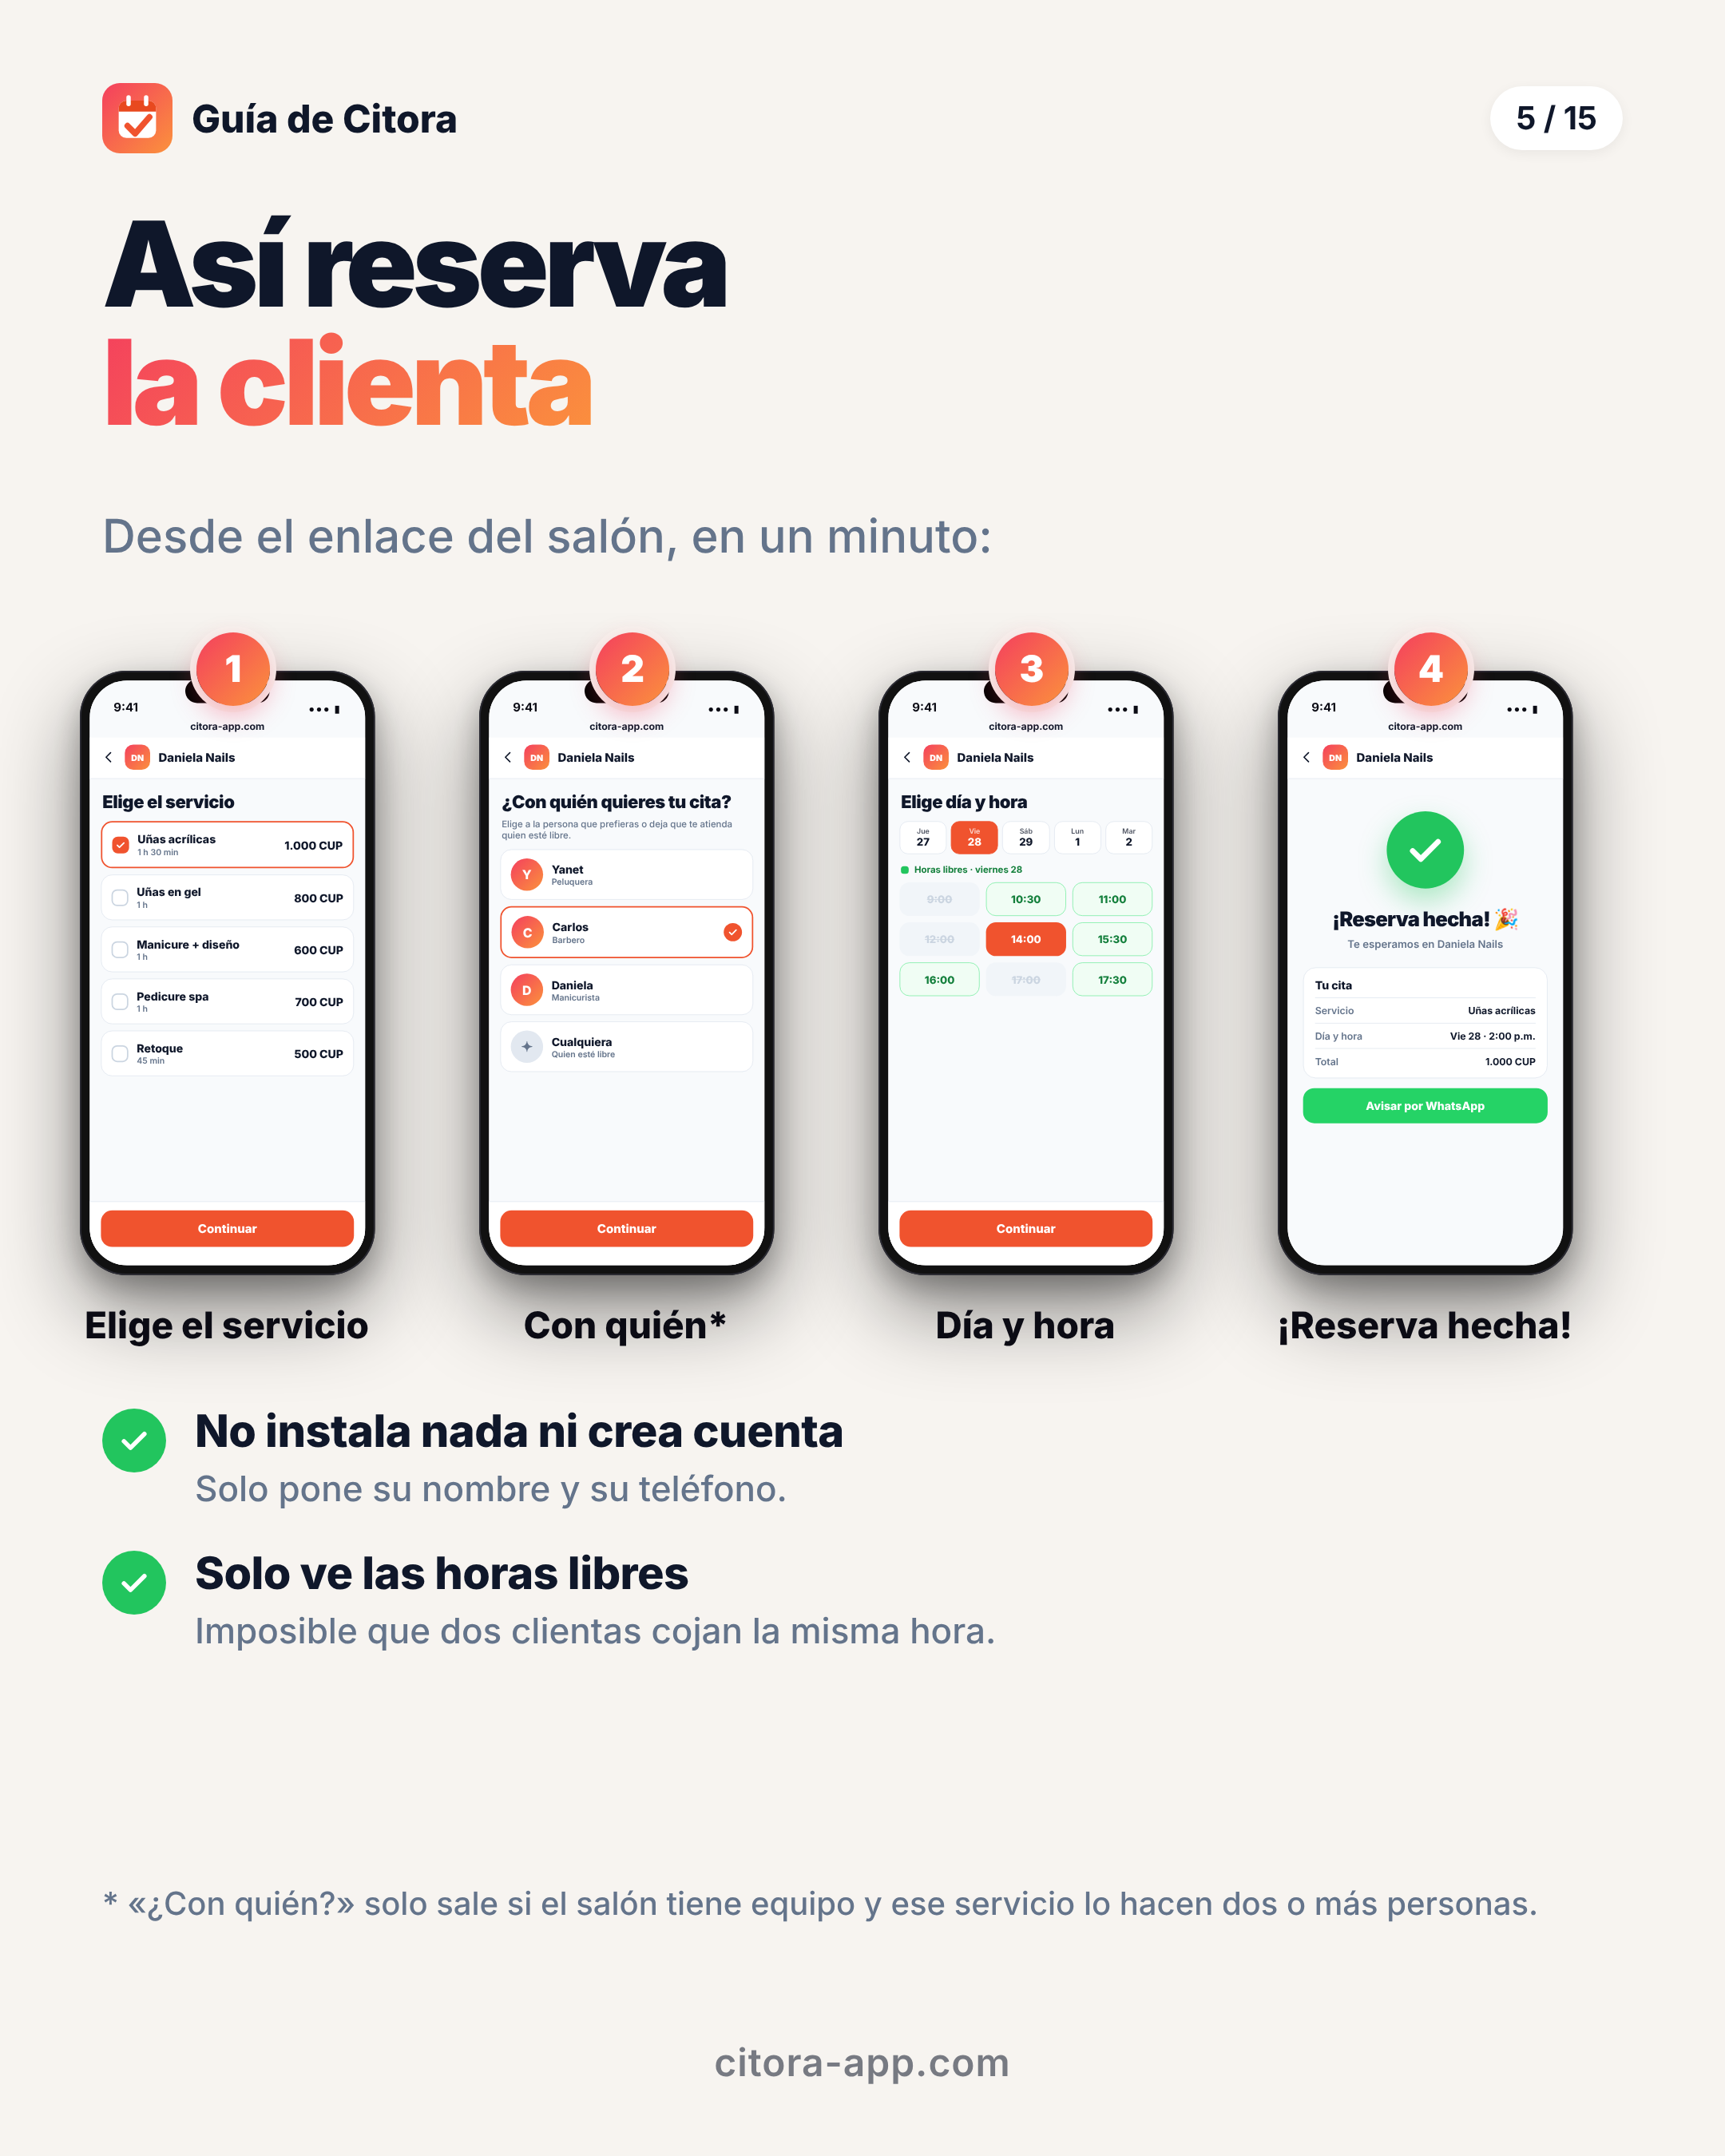 Guía de Citora
5 / 15
Así reserva
la clienta
Desde el enlace del salón, en un minuto:
1
9:41
citora-app.com
DN
Daniela Nails
Elige el servicio
Uñas acrílicas
1 h 30 min
1.000 CUP
Uñas en gel
1 h
800 CUP
Manicure + diseño
1 h
600 CUP
Pedicure spa
1 h
700 CUP
Retoque
45 min
500 CUP
Continuar
Elige el servicio
2
9:41
citora-app.com
DN
Daniela Nails
¿Con quién quieres tu cita?
Elige a la persona que prefieras o deja que te atienda
quien esté libre.
Y
Yanet
Peluquera
C
Carlos
Barbero
D
Daniela
Manicurista
Cualquiera
Quien esté libre
Continuar
Con quién*
3
9:41
citora-app.com
DN
Daniela Nails
Elige día y hora
Jue Vie Sáb Lun Mar
27 28 29 1 2
Horas libres · viernes 28
9:00 10:30 11:00
12:00 14:00 15:30
16:00 17:00 17:30
Continuar
Día y hora
4
9:41
citora-app.com
DN
Daniela Nails
¡Reserva hecha! 🎉
Te esperamos en Daniela Nails
Tu cita
Servicio Uñas acrílicas
Día y hora Vie 28 · 2:00 p.m.
Total 1.000 CUP
Avisar por WhatsApp
¡Reserva hecha!
No instala nada ni crea cuenta
Solo pone su nombre y su teléfono.
Solo ve las horas libres
Imposible que dos clientas cojan la misma hora.
* «¿Con quién?» solo sale si el salón tiene equipo y ese servicio lo hacen dos o más personas.
citora-app.com